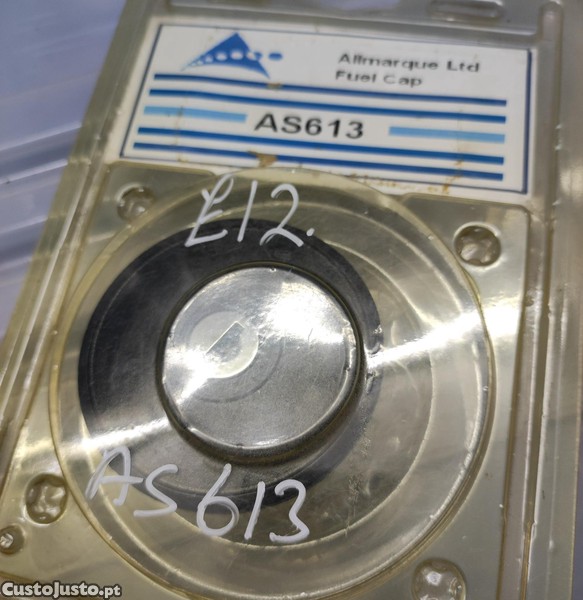 Allmarque Ltd
Fuel Cap
AS613
£12.
AS613
CustoJusto.pt